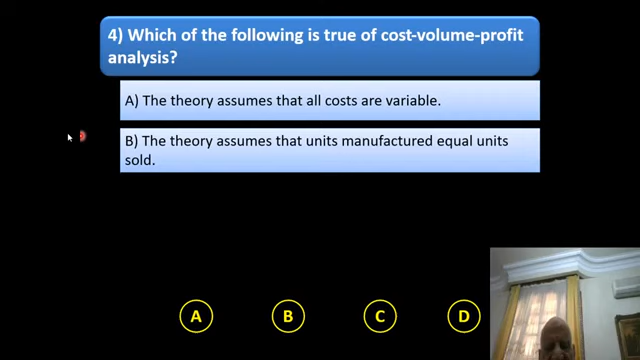 4) Which of the following is true of cost-volume-profit
analysis?
A) The theory assumes that all costs are variable.
B) The theory assumes that units manufactured equal units
sold.
A B C D